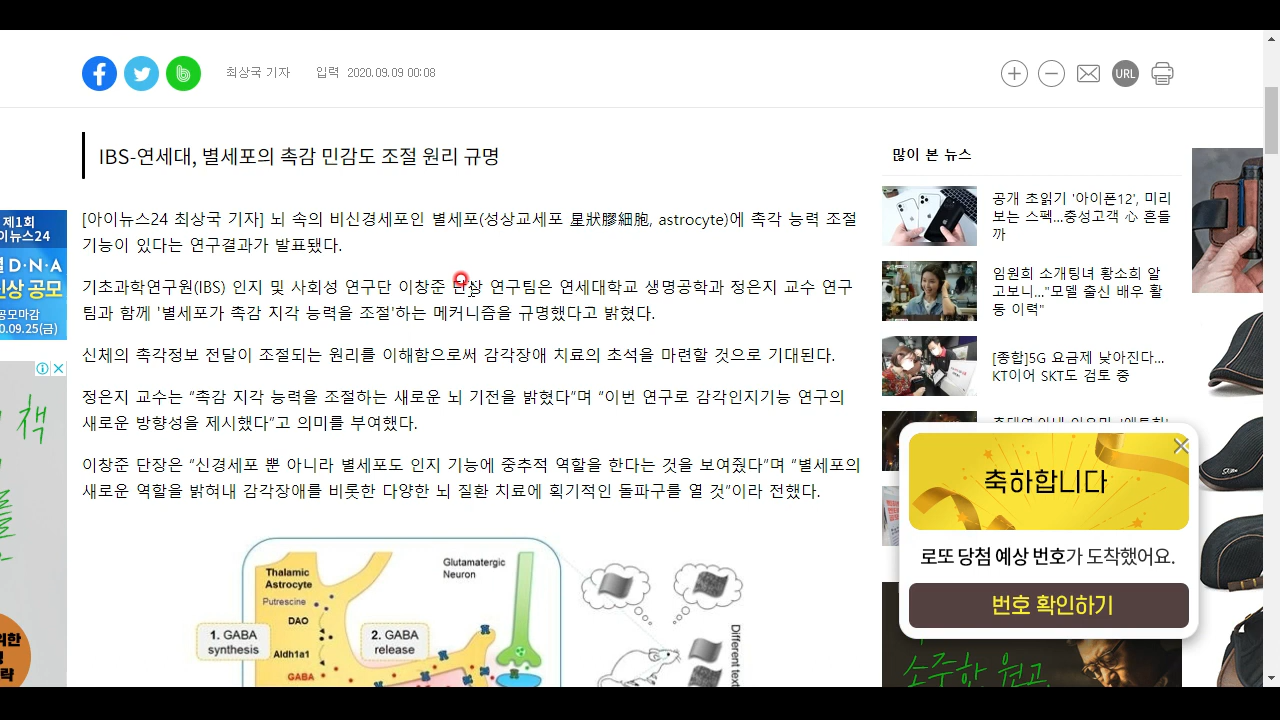 최상국 기자 입력 2020.09.09 00:08
URL
IBS-연세대, 별세포의 촉감 민감도 조절 원리 규명
[아이뉴스24 최상국 기자] 뇌 속의 비신경세포인 별세포(성상교세포 星狀膠細胞, astrocyte)에 촉각 능력 조절
기능이 있다는 연구결과가 발표됐다.
기초과학연구원(IBS) 인지 및 사회성 연구단 이창준 단장 연구팀은 연세대학교 생명공학과 정은지 교수 연구
팀과 함께 '별세포가 촉감 지각 능력을 조절'하는 메커니즘을 규명했다고 밝혔다.
신체의 촉각정보 전달이 조절되는 원리를 이해함으로써 감각장애 치료의 초석을 마련할 것으로 기대된다.
정은지 교수는 “촉감 지각 능력을 조절하는 새로운 뇌 기전을 밝혔다”며 “이번 연구로 감각인지기능 연구의
새로운 방향성을 제시했다“고 의미를 부여했다.
이창준 단장은 “신경세포 뿐 아니라 별세포도 인지 기능에 중추적 역할을 한다는 것을 보여줬다”며 “별세포의
새로운 역할을 밝혀내 감각장애를 비롯한 다양한 뇌 질환 치료에 획기적인 돌파구를 열 것”이라 전했다.
Thalamic
Astrocyte
Putrescine
DAO
Aldh1a1
GABA
1. GABA
synthesis
2. GABA
release
Glutamatergic
Neuron
Different text
많이 본 뉴스
공개 초읽기 '아이폰12', 미리
보는 스펙...충성고객 心 흔들
까
임원희 소개팅녀 황소희 알
고보니..."모델 출신 배우 활
동 이력"
[종합]5G 요금제 낮아진다...
KT이어 SKT도 검토 중
축하합니다
로또 당첨 예상 번호가 도착했어요.
번호 확인하기
소중한 원고
제1회
이뉴스24
D·N·A
신상 공모
공모마감
0.09.25(금)
책
위한